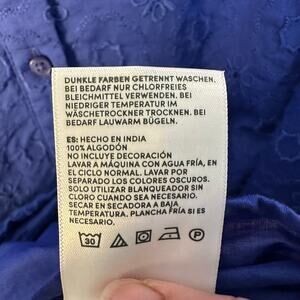 DUNKLE FARBEN GETRENNT WASCHEN.
BEI BEDARF NUR CHLORFREIES
BLEICHMITTEL VERWENDEN. BEI
NIEDRIGER TEMPERATUR IM
WÄSCHETROCKNER TROCKNEN. BEI
BEDARF LAUWARM BÜGELN.
ES: HECHO EN INDIA
100% ALGODÓN
NO INCLUYE DECORACIÓN
LAVAR A MÁQUINA CON AGUA FRÍA, EN
EL CICLO NORMAL. LAVAR POR
SEPARADO LOS COLORES OSCUROS.
SOLO UTILIZAR BLANQUEADOR SIN
CLORO CUANDO SEA NECESARIO.
SECAR EN SECADORA A BAJA
TEMPERATURA. PLANCHA FRÍA SI ES
NECESARIO.
30 P